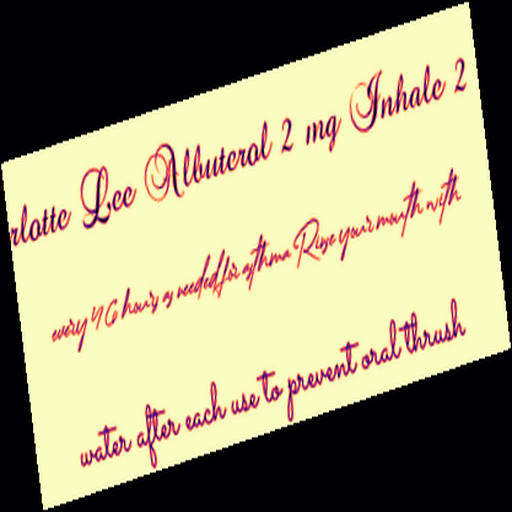 rlotte Lee Albuterol 2 mg Inhale 2
every 4 6 hours as needed for asthma Rinse your mouth with
water after each use to prevent oral thrush